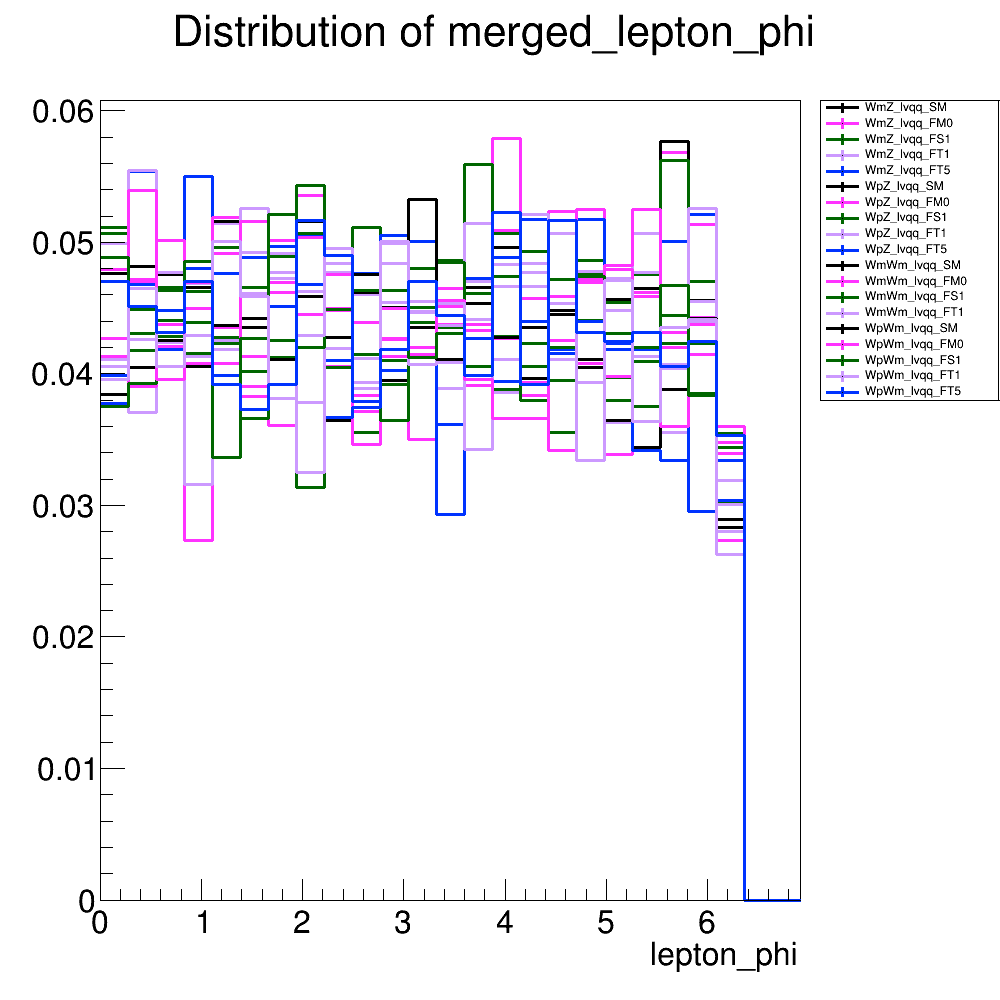 Distribution of merged_lepton_phi
0.06
0.05
0.04
0.03
0.02
0.01
0
0 1 2 3 4 5 6
lepton_phi
WmZ_lvqq_SM
WmZ_lvqq_FM0
WmZ_lvqq_FS1
WmZ_lvqq_FT1
WmZ_lvqq_FT5
WpZ_lvqq_SM
WpZ_lvqq_FM0
WpZ_lvqq_FS1
WpZ_lvqq_FT1
WpZ_lvqq_FT5
WmWm_lvqq_SM
WmWm_lvqq_FM0
WmWm_lvqq_FS1
WmWm_lvqq_FT1
WpWm_lvqq_SM
WpWm_lvqq_FM0
WpWm_lvqq_FS1
WpWm_lvqq_FT1
WpWm_lvqq_FT5